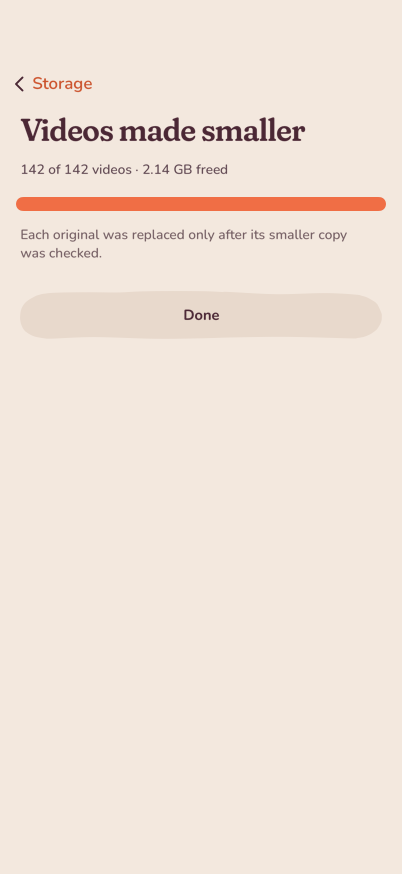 Storage
Videos made smaller
142 of 142 videos · 2.14 GB freed
Each original was replaced only after its smaller copy
was checked.
Done